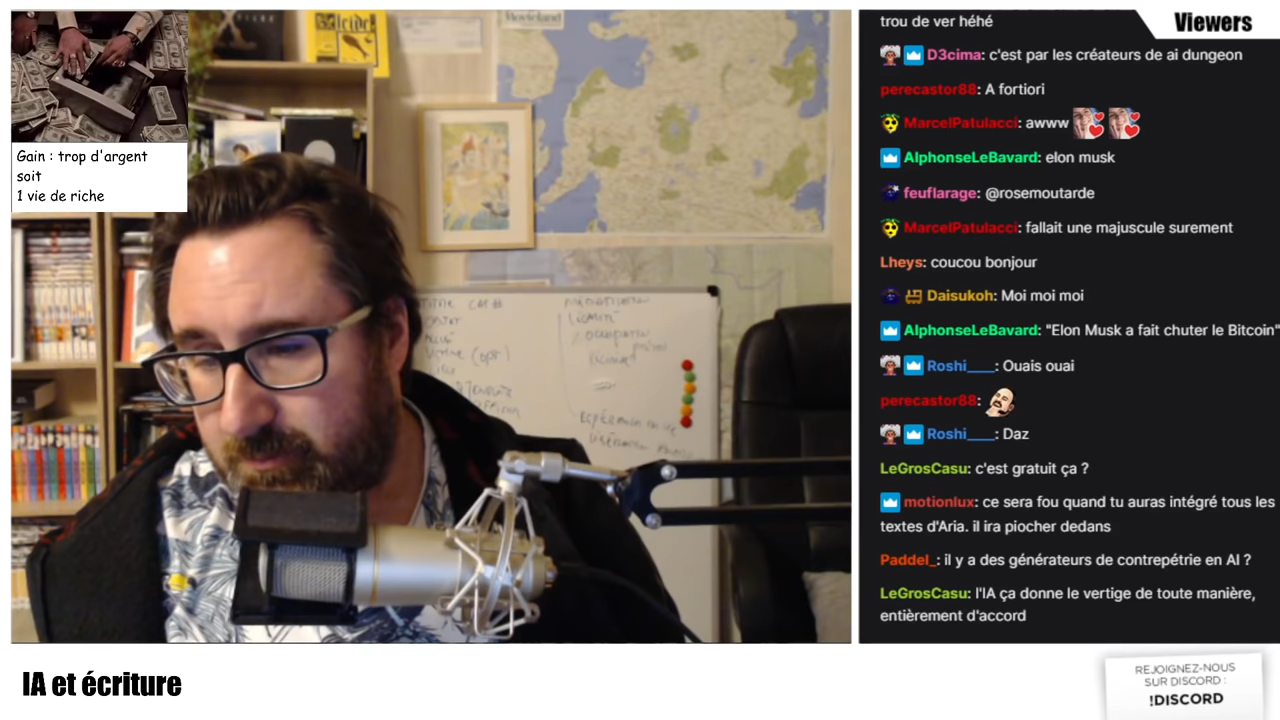 Gain : trop d'argent
soit
1 vie de riche
Viewers
trou de ver héhé
D3cima: c'est par les créateurs de ai dungeon
perecastor88: A fortiori
MarcelPatulacci: awww
AlphonseLeBavard: elon musk
feuflarage: @rosemoutarde
MarcelPatulacci: fallait une majuscule surement
Lheys: coucou bonjour
Daisukoh: Moi moi moi
AlphonseLeBavard: "Elon Musk a fait chuter le Bitcoin"
Roshi____: Ouais ouai
perecastor88:
Roshi____: Daz
LeGrosCasu: c'est gratuit ça ?
motionlux: ce sera fou quand tu auras intégré tous les
textes d'Aria. il ira piocher dedans
Paddel_: il y a des générateurs de contrepétrie en AI ?
LeGrosCasu: l'IA ça donne le vertige de toute manière,
entièrement d'accord
IA et écriture
REJOIGNEZ-NOUS
SUR DISCORD :
!DISCORD